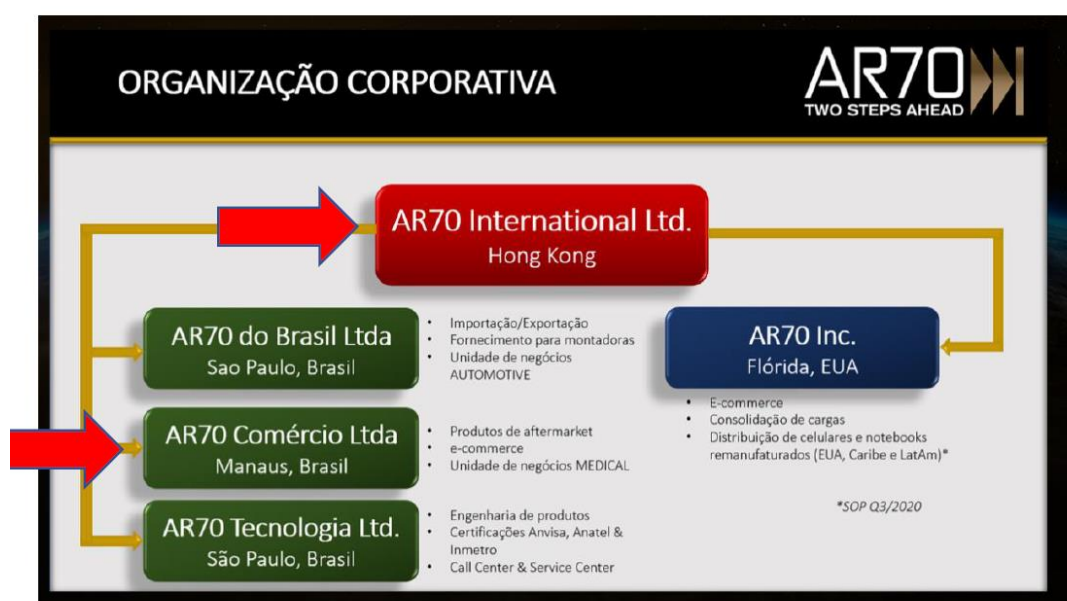 ORGANIZAÇÃO CORPORATIVA
AR70
TWO STEPS AHEAD
AR70 International Ltd.
Hong Kong
AR70 do Brasil Ltda
Sao Paulo, Brasil
• Importação/Exportação
• Fornecimento para montadoras
• Unidade de negócios
AUTOMOTIVE
AR70 Comércio Ltda
Manaus, Brasil
• Produtos de aftermarket
• e-commerce
• Unidade de negócios MEDICAL
AR70 Tecnologia Ltd.
São Paulo, Brasil
• Engenharia de produtos
• Certificações Anvisa, Anatel &
Inmetro
• Call Center & Service Center
AR70 Inc.
Flórida, EUA
• E-commerce
• Consolidação de cargas
• Distribuição de celulares e notebooks
remanufaturados (EUA, Caribe e LatAm)*
*SOP Q3/2020